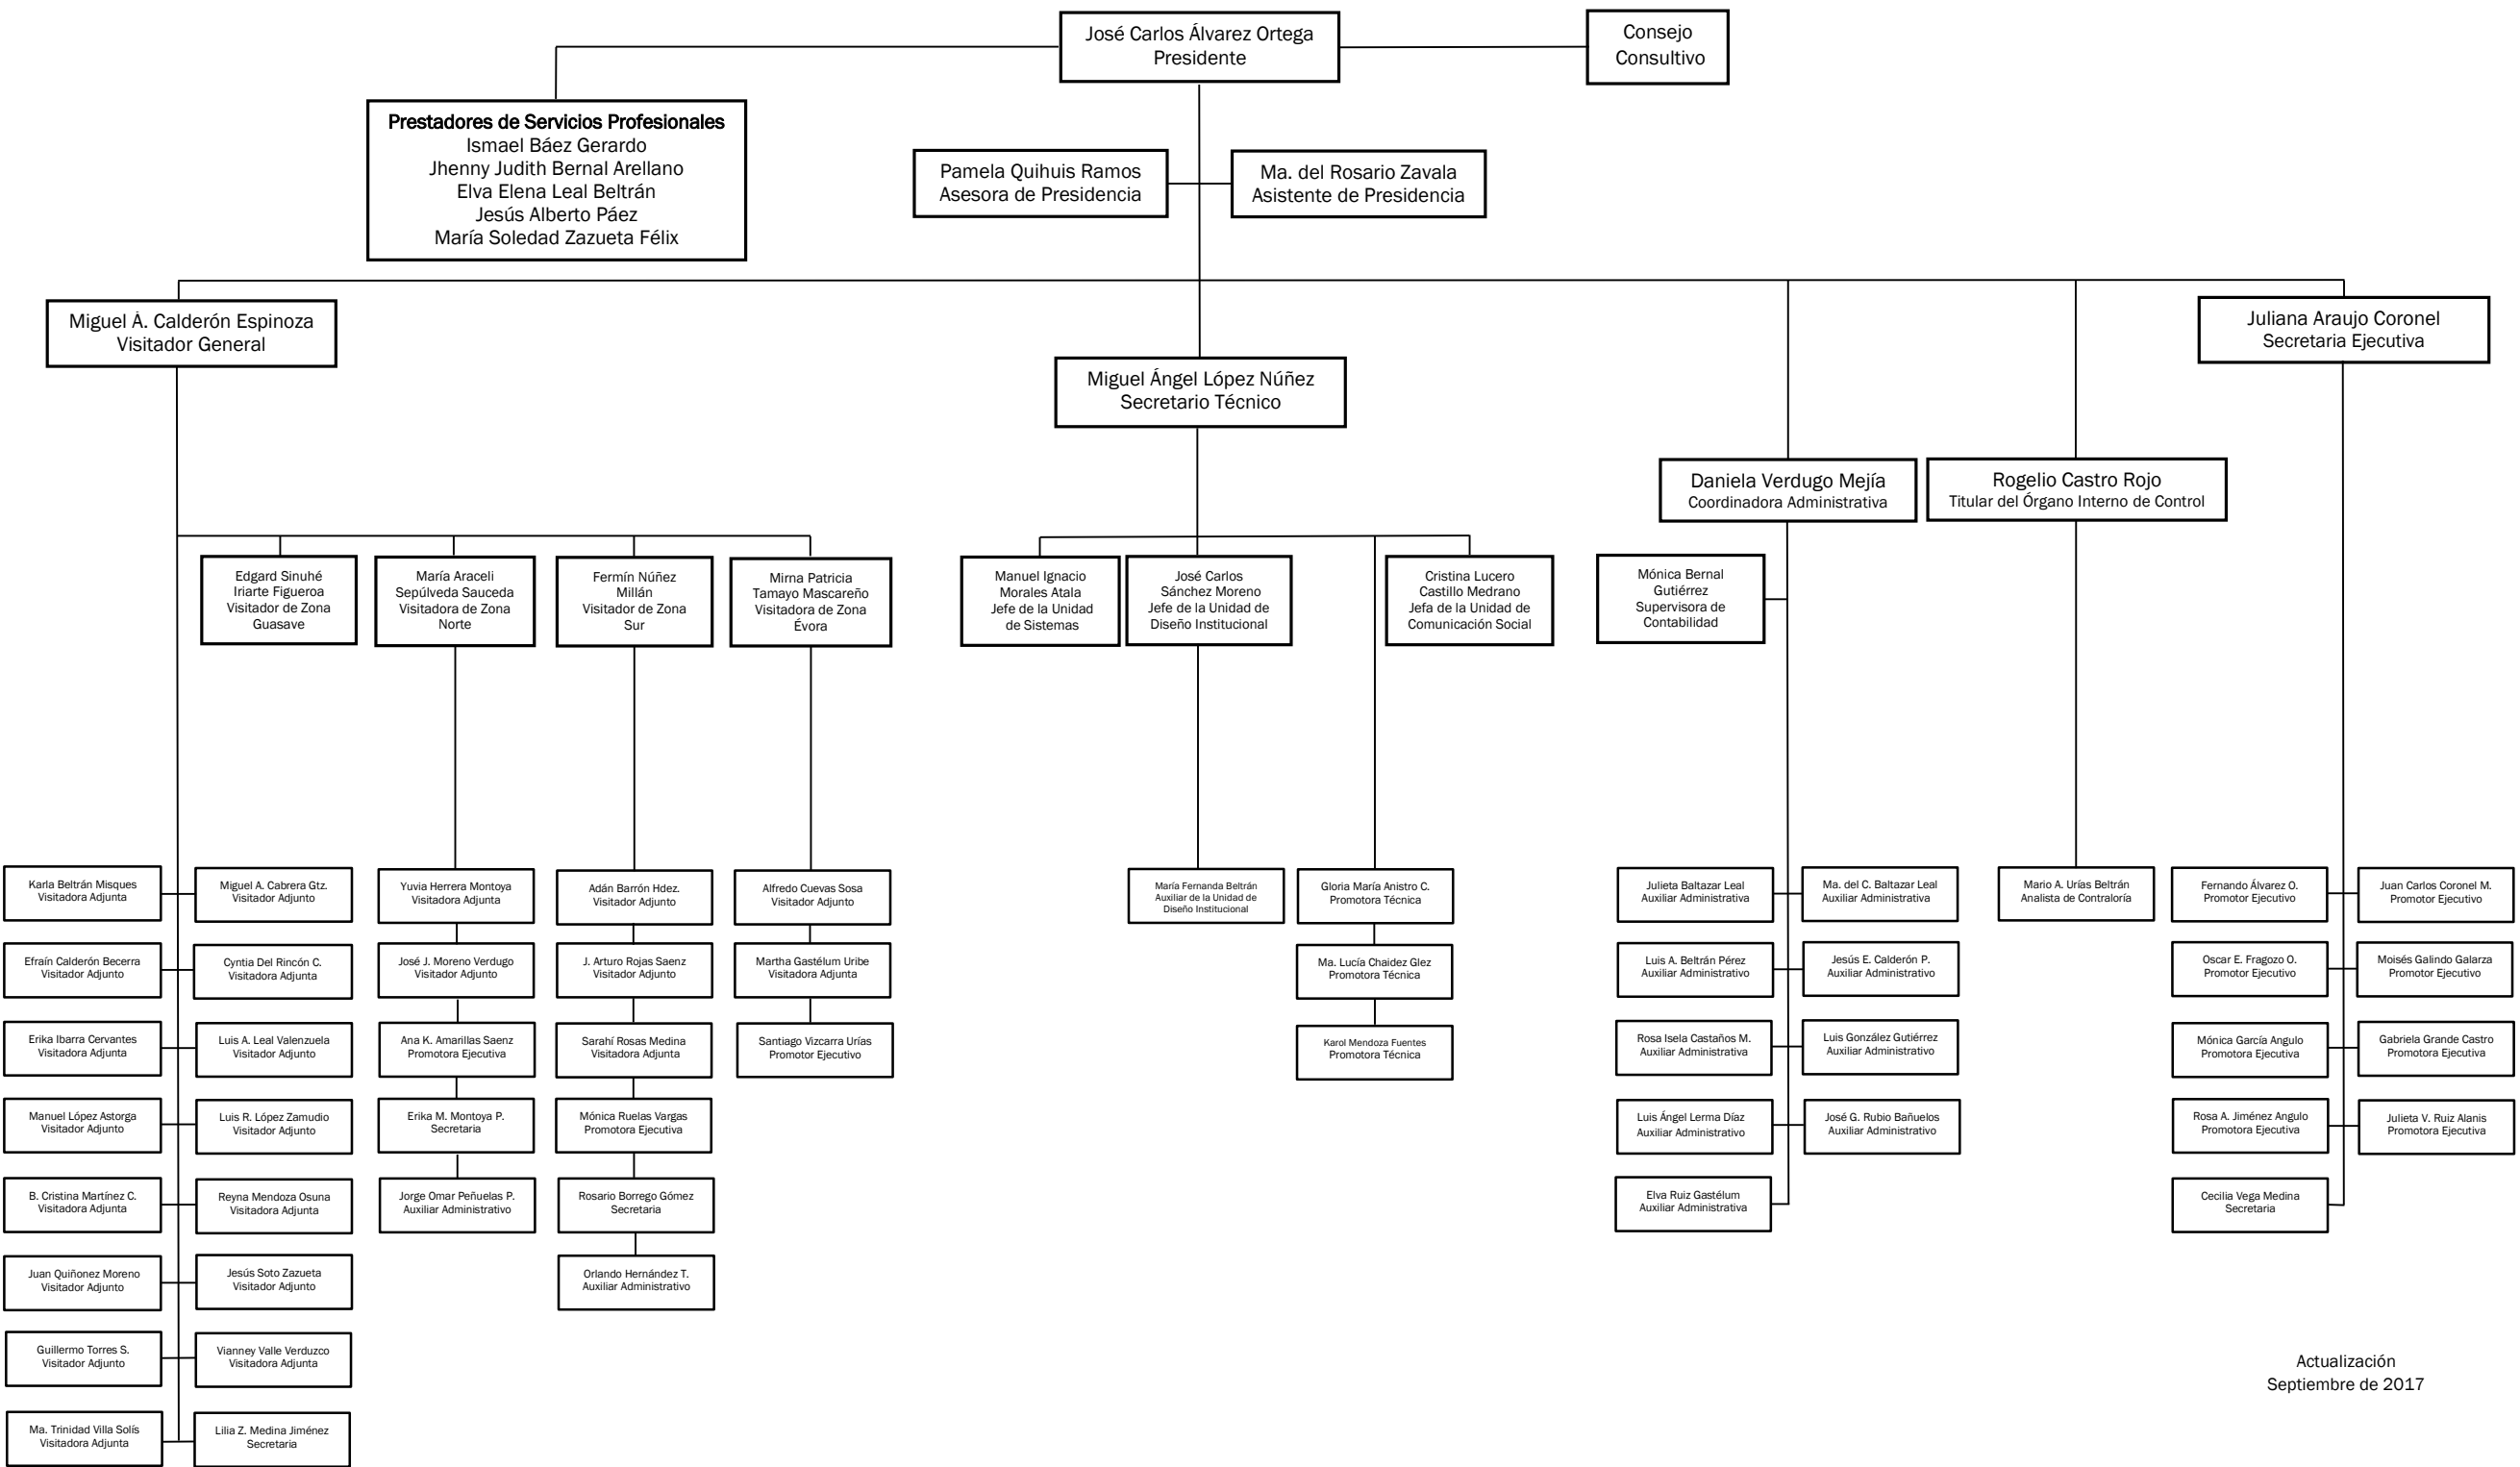 José Carlos Álvarez Ortega
Presidente
Consejo
Consultivo
Prestadores de Servicios Profesionales
Ismael Báez Gerardo
Jhenny Judith Bernal Arellano
Elva Elena Leal Beltrán
Jesús Alberto Páez
María Soledad Zazueta Félix
Pamela Quihuis Ramos
Asesora de Presidencia
Ma. del Rosario Zavala
Asistente de Presidencia
Miguel Á. Calderón Espinoza
Visitador General
Juliana Araujo Coronel
Secretaria Ejecutiva
Miguel Ángel López Núñez
Secretario Técnico
Daniela Verdugo Mejía
Coordinadora Administrativa
Rogelio Castro Rojo
Titular del Órgano Interno de Control
Edgard Sinuhé
Iriarte Figueroa
Visitador de Zona
Guasave
María Araceli
Sepúlveda Sauceda
Visitadora de Zona
Norte
Fermín Núñez
Millán
Visitador de Zona
Sur
Mirna Patricia
Tamayo Mascareño
Visitadora de Zona
Évora
Manuel Ignacio
Morales Atala
Jefe de la Unidad
de Sistemas
José Carlos
Sánchez Moreno
Jefe de la Unidad de
Diseño Institucional
Cristina Lucero
Castillo Medrano
Jefa de la Unidad de
Comunicación Social
Mónica Bernal
Gutiérrez
Supervisora de
Contabilidad
Karla Beltrán Misques
Visitadora Adjunta
Miguel A. Cabrera Gtz.
Visitador Adjunto
Yuvia Herrera Montoya
Visitadora Adjunta
Adán Barrón Hdez.
Visitador Adjunto
Alfredo Cuevas Sosa
Visitador Adjunto
María Fernanda Beltrán
Auxiliar de la Unidad de
Diseño Institucional
Gloria María Anistro C.
Promotora Técnica
Julieta Baltazar Leal
Auxiliar Administrativa
Ma. del C. Baltazar Leal
Auxiliar Administrativa
Mario A. Urías Beltrán
Analista de Contraloría
Fernando Álvarez O.
Promotor Ejecutivo
Juan Carlos Coronel M.
Promotor Ejecutivo
Efraín Calderón Becerra
Visitador Adjunto
Cyntia Del Rincón C.
Visitadora Adjunta
José J. Moreno Verdugo
Visitador Adjunto
J. Arturo Rojas Saenz
Visitador Adjunto
Martha Gastélum Uribe
Visitadora Adjunta
Ma. Lucía Chaidez Glez
Promotora Técnica
Luis A. Beltrán Pérez
Auxiliar Administrativo
Jesús E. Calderón P.
Auxiliar Administrativo
Oscar E. Fragozo O.
Promotor Ejecutivo
Moisés Galindo Galarza
Promotor Ejecutivo
Erika Ibarra Cervantes
Visitadora Adjunta
Luis A. Leal Valenzuela
Visitador Adjunto
Ana K. Amarillas Saenz
Promotora Ejecutiva
Sarahí Rosas Medina
Visitadora Adjunta
Santiago Vizcarra Urías
Promotor Ejecutivo
Karol Mendoza Fuentes
Promotora Técnica
Rosa Isela Castaños M.
Auxiliar Administrativa
Luis González Gutiérrez
Auxiliar Administrativo
Mónica García Angulo
Promotora Ejecutiva
Gabriela Grande Castro
Promotora Ejecutiva
Manuel López Astorga
Visitador Adjunto
Luis R. López Zamudio
Visitador Adjunto
Erika M. Montoya P.
Secretaria
Mónica Ruelas Vargas
Promotora Ejecutiva
Luis Ángel Lerma Díaz
Auxiliar Administrativo
José G. Rubio Bañuelos
Auxiliar Administrativo
Rosa A. Jiménez Angulo
Promotora Ejecutiva
Julieta V. Ruiz Alanis
Promotora Ejecutiva
B. Cristina Martínez C.
Visitadora Adjunta
Reyna Mendoza Osuna
Visitadora Adjunta
Jorge Omar Peñuelas P.
Auxiliar Administrativo
Rosario Borrego Gómez
Secretaria
Elva Ruiz Gastélum
Auxiliar Administrativa
Cecilia Vega Medina
Secretaria
Juan Quiñonez Moreno
Visitador Adjunto
Jesús Soto Zazueta
Visitador Adjunto
Orlando Hernández T.
Auxiliar Administrativo
Guillermo Torres S.
Visitador Adjunto
Vianney Valle Verduzco
Visitadora Adjunta
Actualización
Septiembre de 2017
Ma. Trinidad Villa Solís
Visitadora Adjunta
Lilia Z. Medina Jiménez
Secretaria